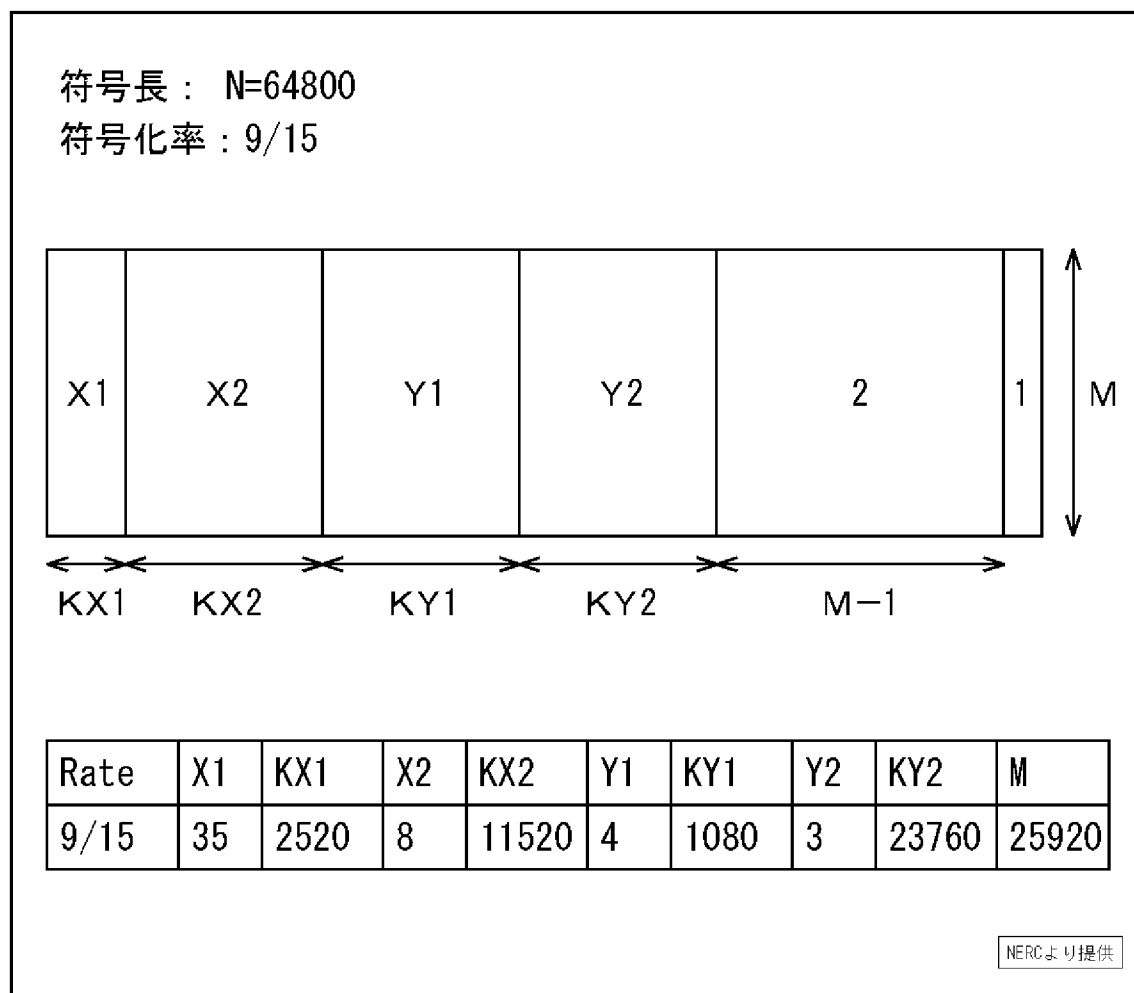 符号長： N=64800
符号化率：9/15
X1 X2 Y1 Y2 2 1 M
KX1 KX2 KY1 KY2 M−1
Rate X1 KX1 X2 KX2 Y1 KY1 Y2 KY2 M
9/15 35 2520 8 11520 4 1080 3 23760 25920
NERCより提供